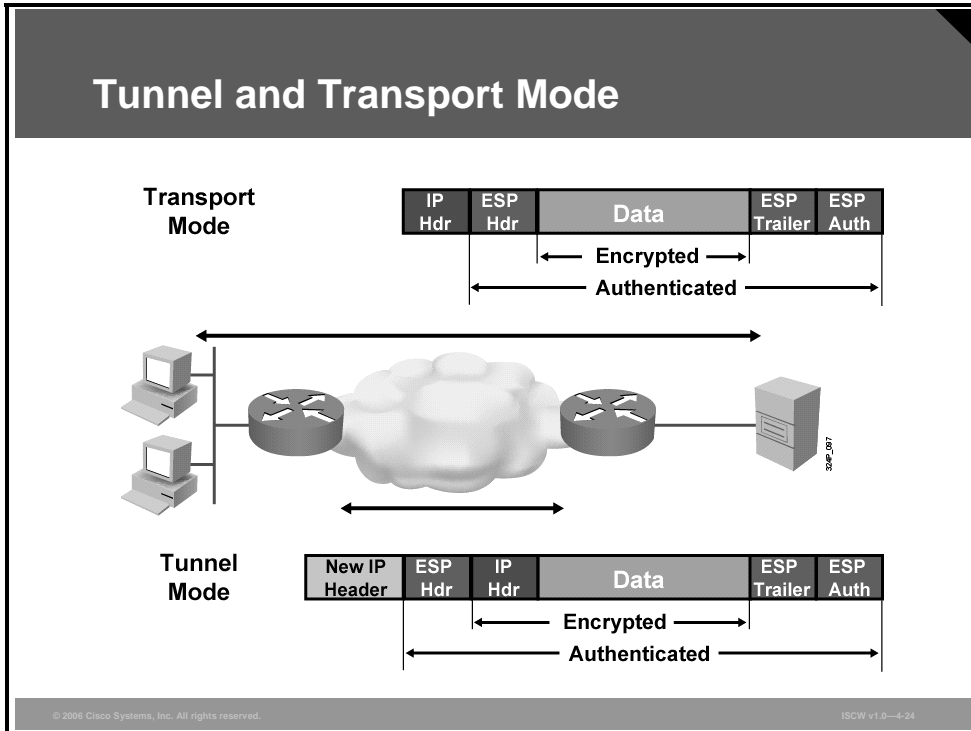 Tunnel and Transport Mode
Transport
Mode
IP
Hdr
ESP
Hdr
Data
ESP
Trailer
ESP
Auth
Encrypted
Authenticated
324P_097
Tunnel
Mode
New IP
Header
ESP
Hdr
IP
Hdr
Data
ESP
Trailer
ESP
Auth
Encrypted
Authenticated
© 2006 Cisco Systems, Inc. All rights reserved.
ISCW v1.0—4-24